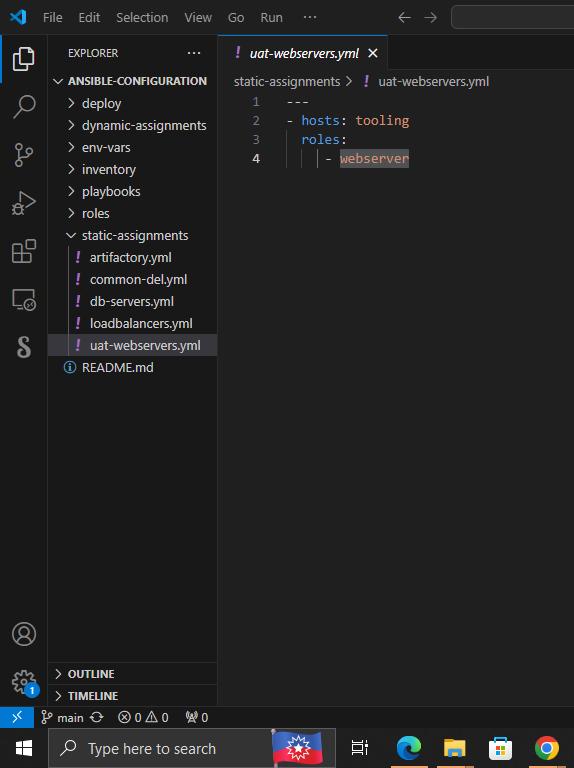 File Edit Selection View Go Run ···
EXPLORER ···
ANSIBLE-CONFIGURATION
deploy
dynamic-assignments
env-vars
inventory
playbooks
roles
static-assignments
! artifactory.yml
! common-del.yml
! db-servers.yml
! loadbalancers.yml
! uat-webservers.yml
README.md
OUTLINE
TIMELINE
! uat-webservers.yml
static-assignments > ! uat-webservers.yml
1 ---
2 - hosts: tooling
3 roles:
4 - webserver
1
main 0 0 0
Type here to search